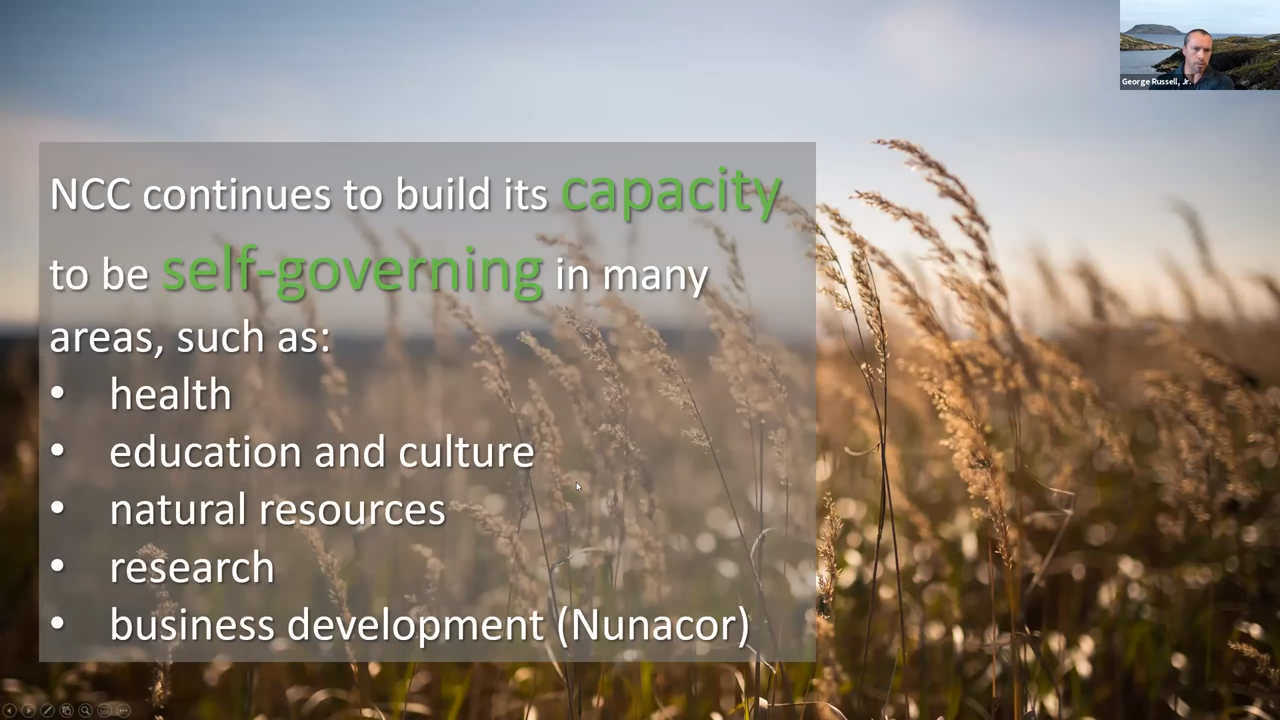 George Russell, Jr.
NCC continues to build its capacity
to be self-governing in many
areas, such as:
• health
• education and culture
• natural resources
• research
• business development (Nunacor)